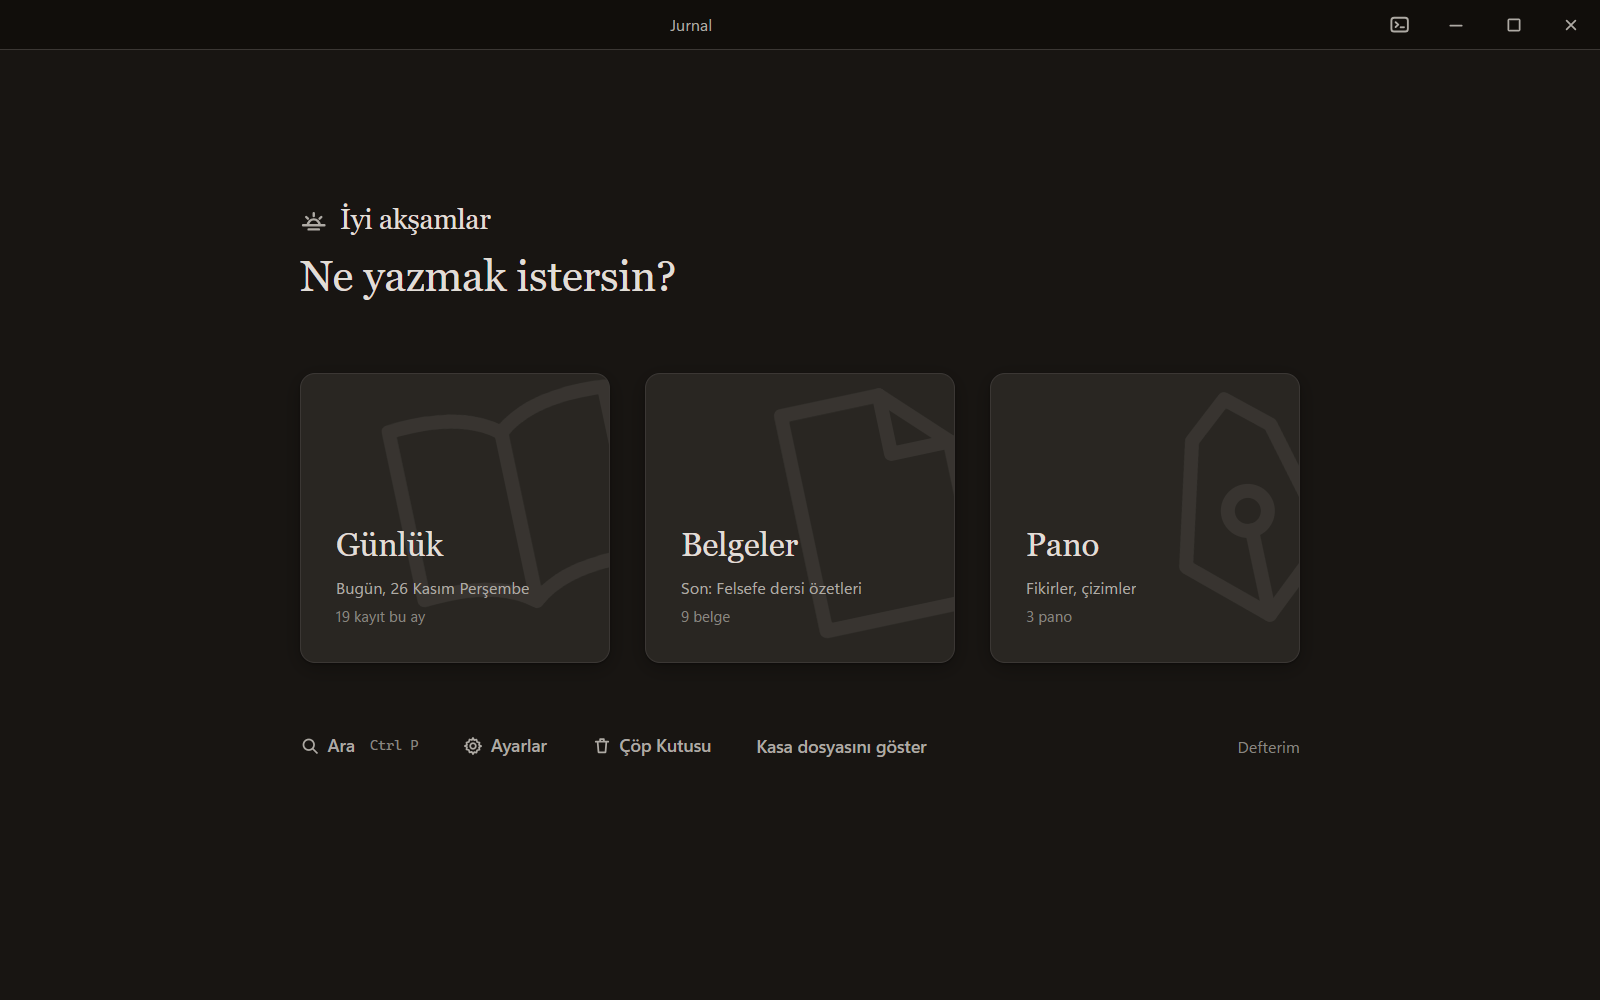 Jurnal
İyi akşamlar
Ne yazmak istersin?
Günlük
Bugün, 26 Kasım Perşembe
19 kayıt bu ay
Belgeler
Son: Felsefe dersi özetleri
9 belge
Pano
Fikirler, çizimler
3 pano
Ara Ctrl P Ayarlar Çöp Kutusu Kasa dosyasını göster Defterim